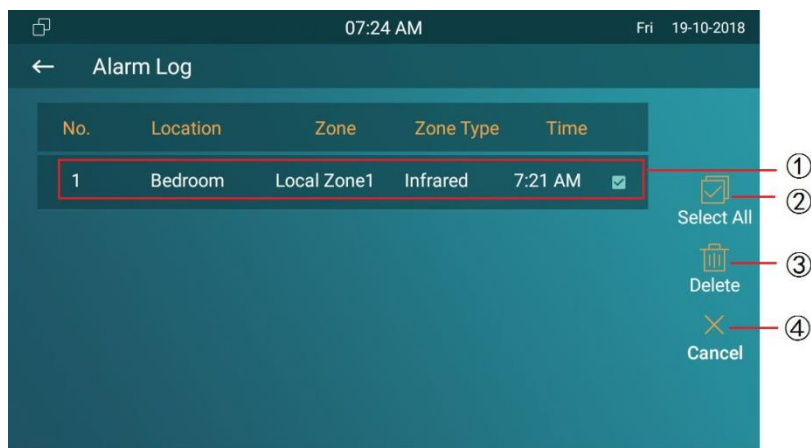 07:24 AM Fri 19-10-2018
Alarm Log
No. Location Zone Zone Type Time
1 Bedroom Local Zone1 Infrared 7:21 AM
①
②
Select All
③
Delete
④
Cancel